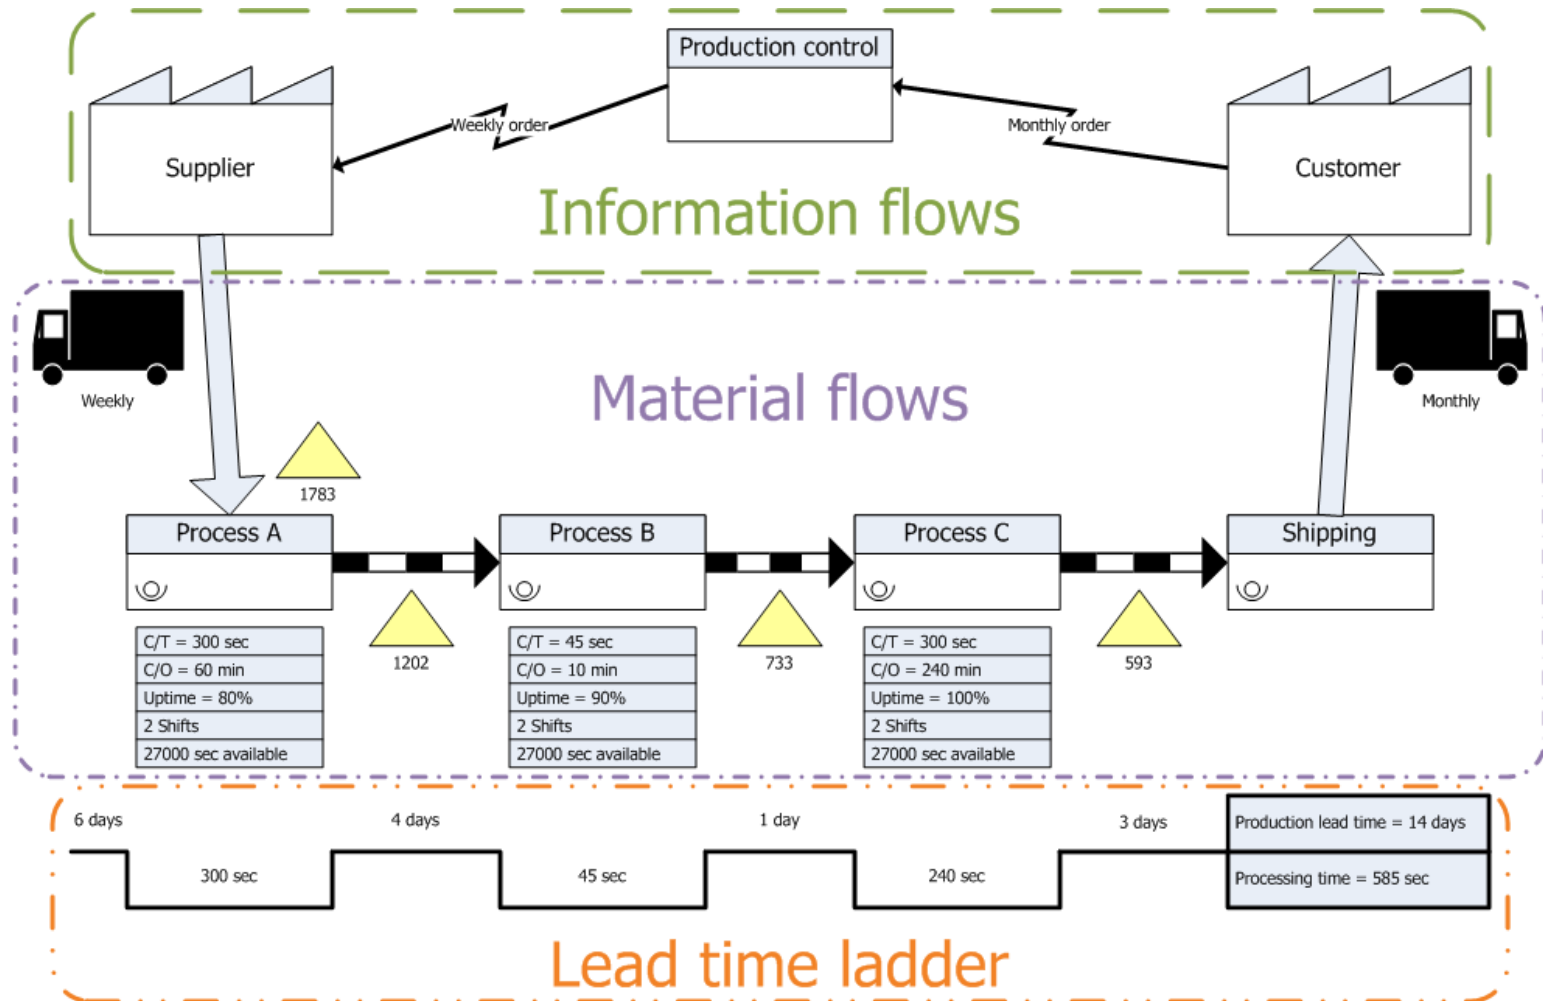 Production control
Supplier
Weekly order
Monthly order
Customer
Information flows
Weekly
Material flows
Monthly
1783
Process A
Process B
Process C
Shipping
1202
733
593
C/T = 300 sec
C/O = 60 min
Uptime = 80%
2 Shifts
27000 sec available
C/T = 45 sec
C/O = 10 min
Uptime = 90%
2 Shifts
27000 sec available
C/T = 300 sec
C/O = 240 min
Uptime = 100%
2 Shifts
27000 sec available
6 days
4 days
1 day
3 days
Production lead time = 14 days
300 sec
45 sec
240 sec
Processing time = 585 sec
Lead time ladder